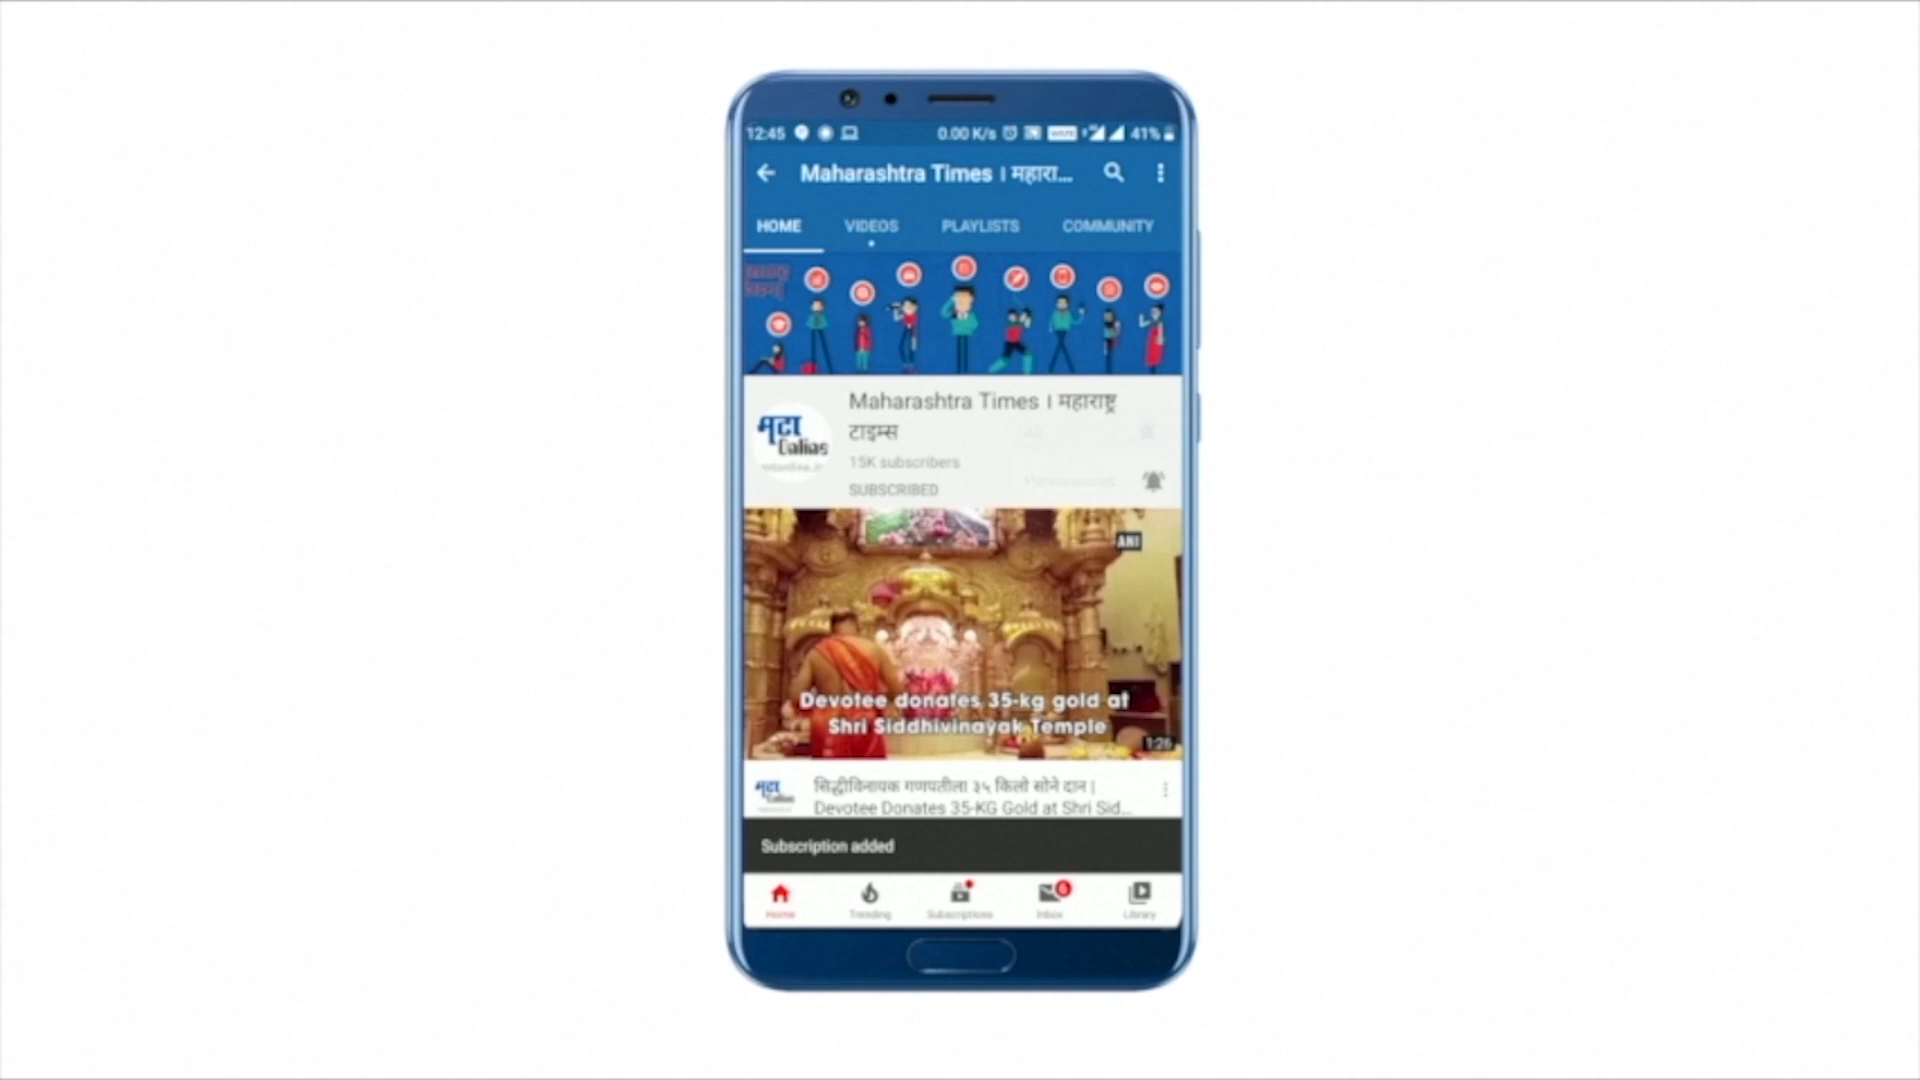 12:45
0.00 K/s
41%
Maharashtra Times । महारा...
HOME VIDEOS PLAYLISTS COMMUNITY
Maharashtra Times । महाराष्ट्र
टाइम्स
15K subscribers
SUBSCRIBED
मटा
ANI
Devotee donates 35-kg gold at
Shri Siddhivinayak Temple
1:26
सिद्धीविनायक गणपतीला ३५ किलो सोने दान |
Devotee Donates 35-KG Gold at Shri Sid...
Subscription added
Home Trending Subscriptions Inbox 6 Library